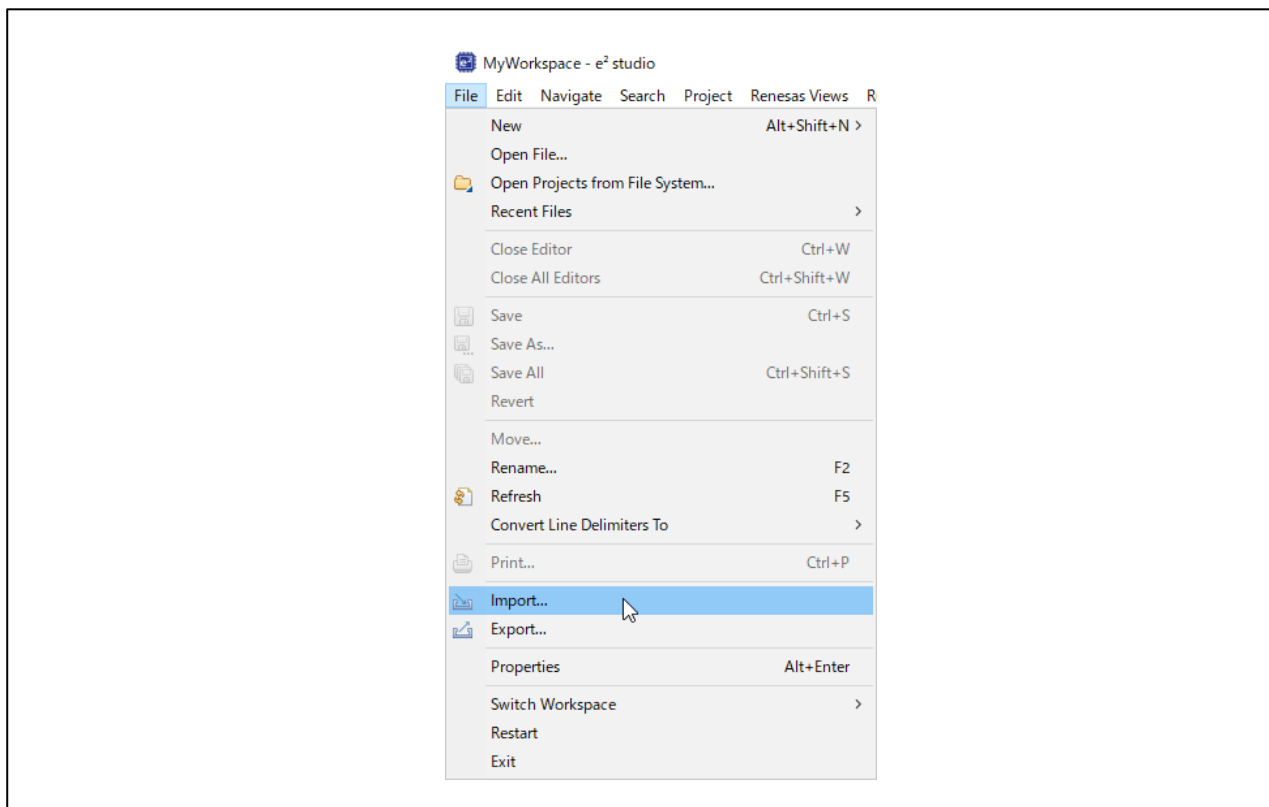 MyWorkspace - e² studio
File Edit Navigate Search Project Renesas Views R
New Alt+Shift+N >
Open File...
Open Projects from File System...
Recent Files >
Close Editor Ctrl+W
Close All Editors Ctrl+Shift+W
Save Ctrl+S
Save As...
Save All Ctrl+Shift+S
Revert
Move...
Rename... F2
Refresh F5
Convert Line Delimiters To >
Print... Ctrl+P
Import...
Export...
Properties Alt+Enter
Switch Workspace >
Restart
Exit